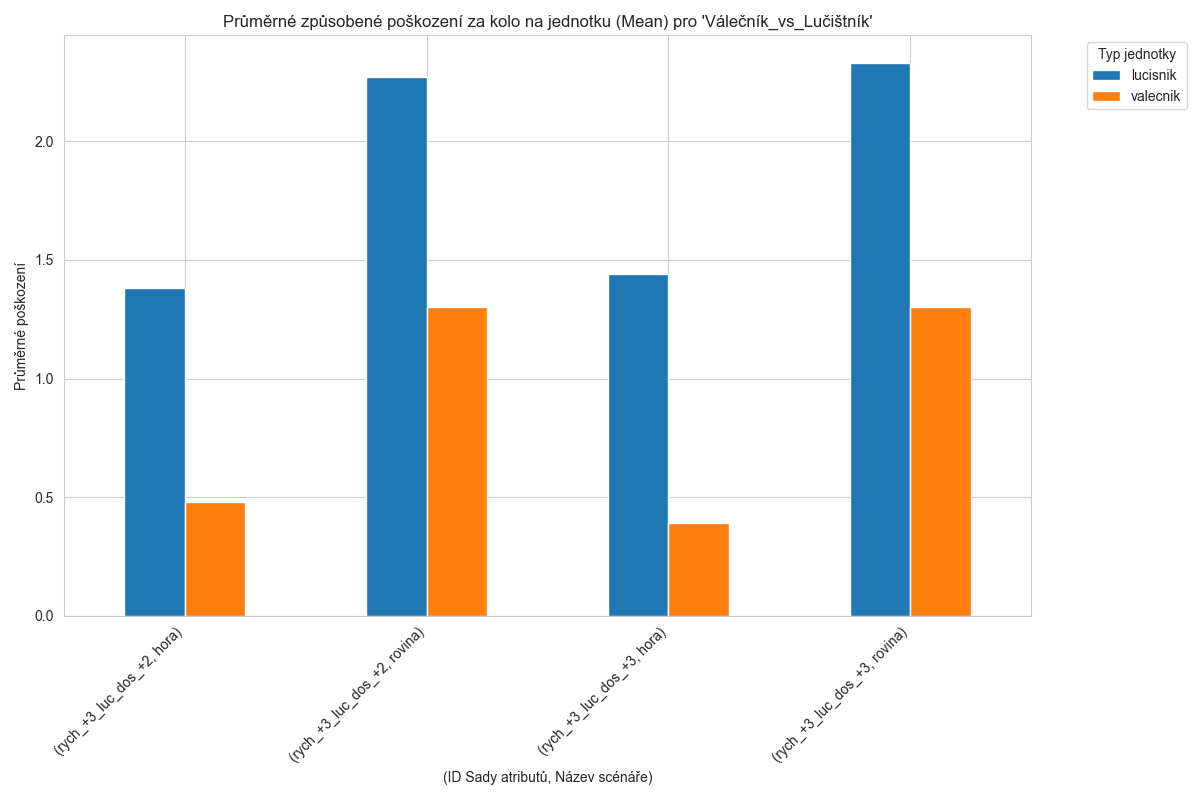 Průměrné způsobené poškození za kolo na jednotku (Mean) pro 'Válečník_vs_Lučištník'
Typ jednotky
lucisnik
valecnik
Průměrné poškození
2.0
1.5
1.0
0.5
0.0
(rych_+3_luc_dos_+2, hora)
(rych_+3_luc_dos_+2, rovina)
(rych_+3_luc_dos_+3, hora)
(rych_+3_luc_dos_+3, rovina)
(ID Sady atributů, Název scénáře)